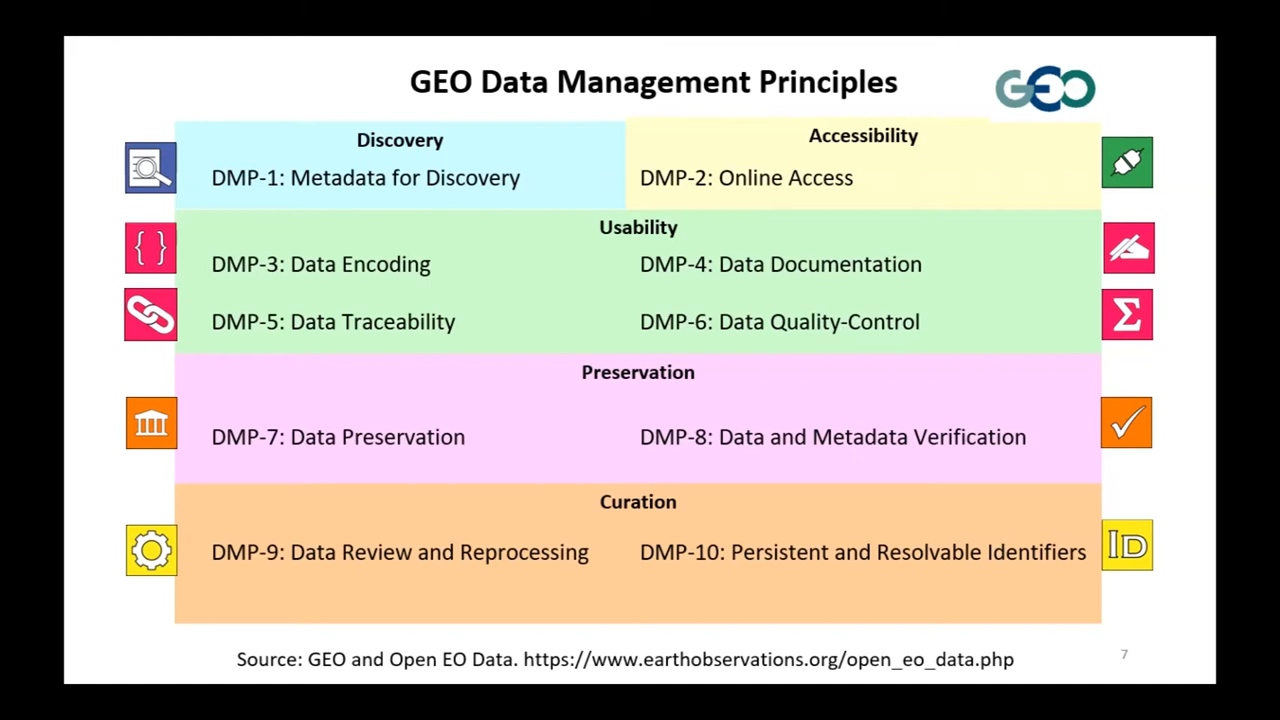 GEO Data Management Principles
GEO
Discovery
Accessibility
DMP-1: Metadata for Discovery
DMP-2: Online Access
Usability
{ }
DMP-3: Data Encoding
DMP-4: Data Documentation
DMP-5: Data Traceability
DMP-6: Data Quality-Control
Σ
Preservation
DMP-7: Data Preservation
DMP-8: Data and Metadata Verification
Curation
DMP-9: Data Review and Reprocessing
DMP-10: Persistent and Resolvable Identifiers
ID
Source: GEO and Open EO Data. https://www.earthobservations.org/open_eo_data.php
7